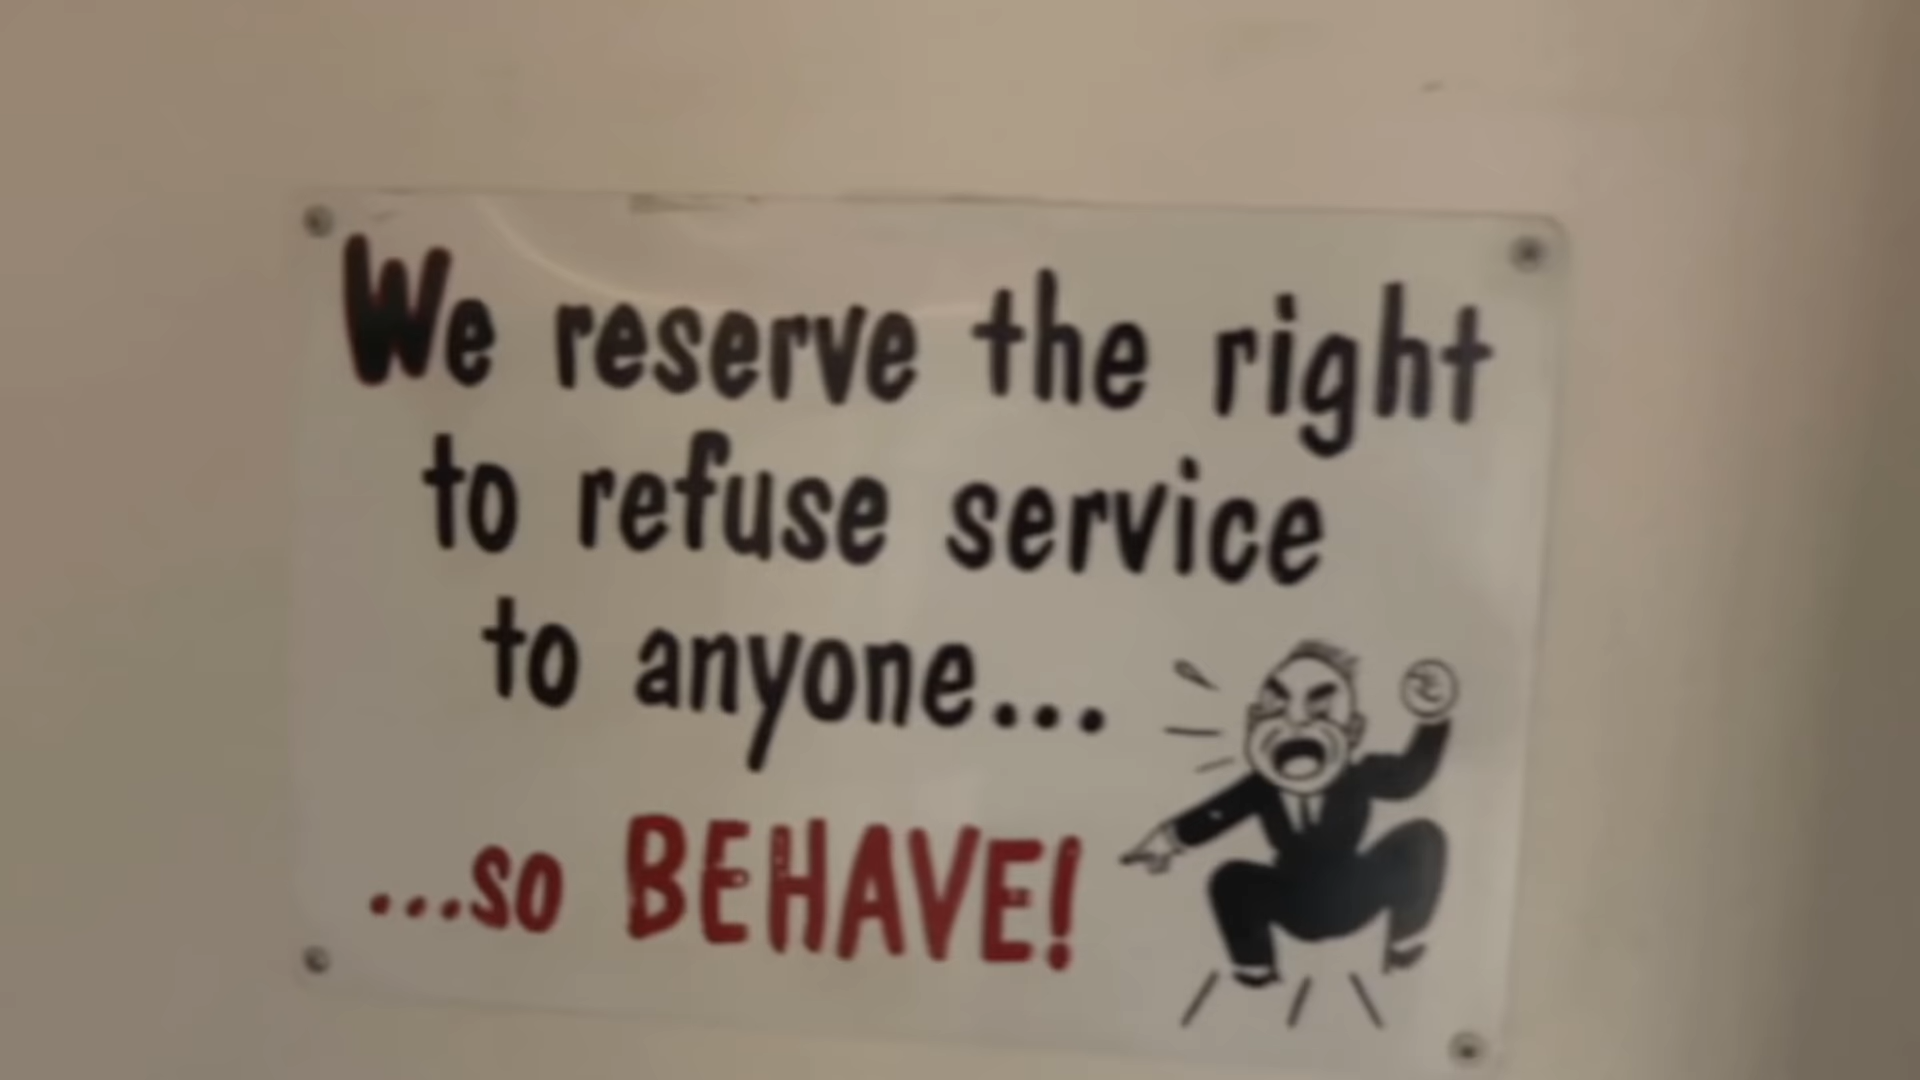 We reserve the right
to refuse service
to anyone...
...so BEHAVE!